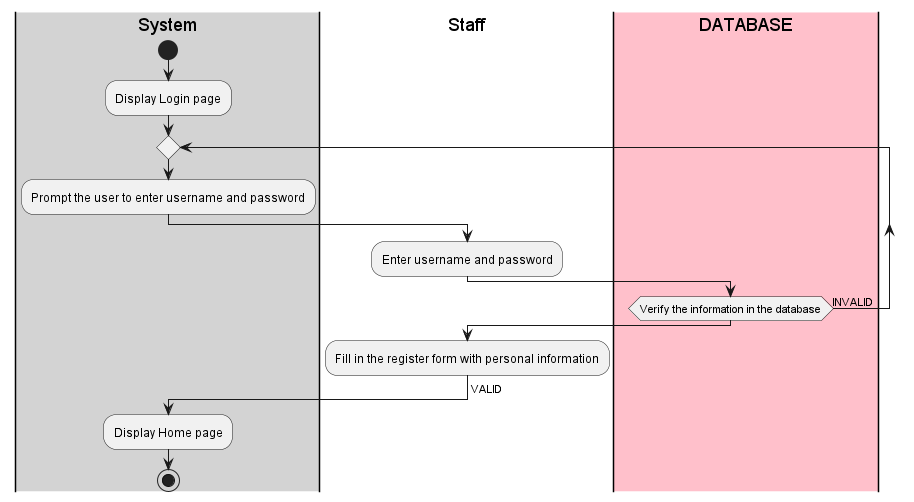 System
Staff
DATABASE
Display Login page
Prompt the user to enter username and password
Enter username and password
Verify the information in the database
INVALID
Fill in the register form with personal information
VALID
Display Home page